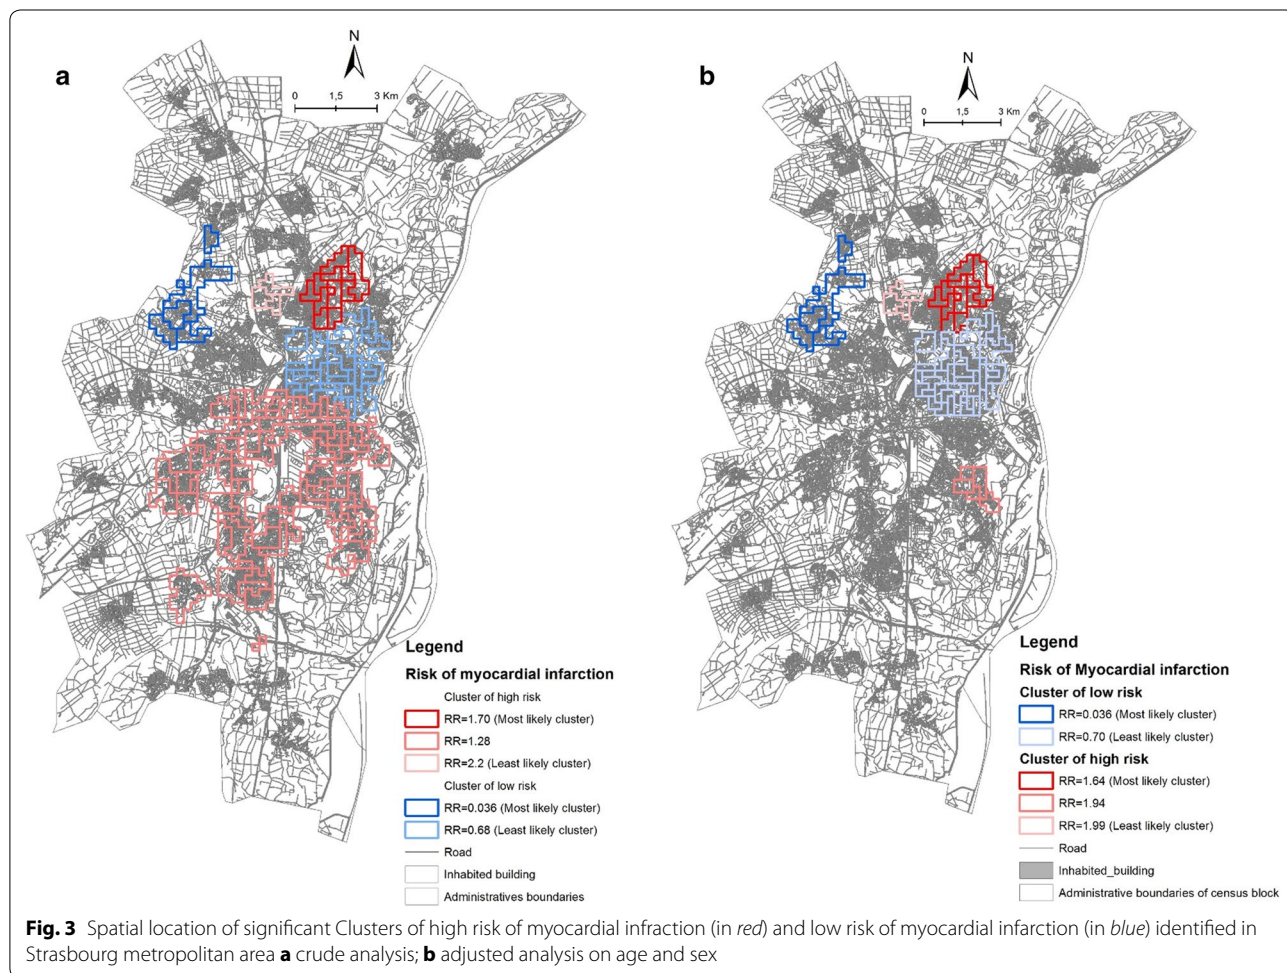 a
N
0 1,5 3 Km
Legend
Risk of myocardial infarction
Cluster of high risk
RR=1.70 (Most likely cluster)
RR=1.28
RR=2.2 (Least likely cluster)
Cluster of low risk
RR=0.036 (Most likely cluster)
RR=0.68 (Least likely cluster)
Road
Inhabited building
Administratives boundaries
b
N
0 1,5 3 Km
Legend
Risk of Myocardial infarction
Cluster of low risk
RR=0.036 (Most likely cluster)
RR=0.70 (Least likely cluster)
Cluster of high risk
RR=1.64 (Most likely cluster)
RR=1.94
RR=1.99 (Least likely cluster)
Road
Inhabited_building
Administrative boundaries of census block
Fig. 3 Spatial location of significant Clusters of high risk of myocardial infraction (in red) and low risk of myocardial infarction (in blue) identified in
Strasbourg metropolitan area a crude analysis; b adjusted analysis on age and sex